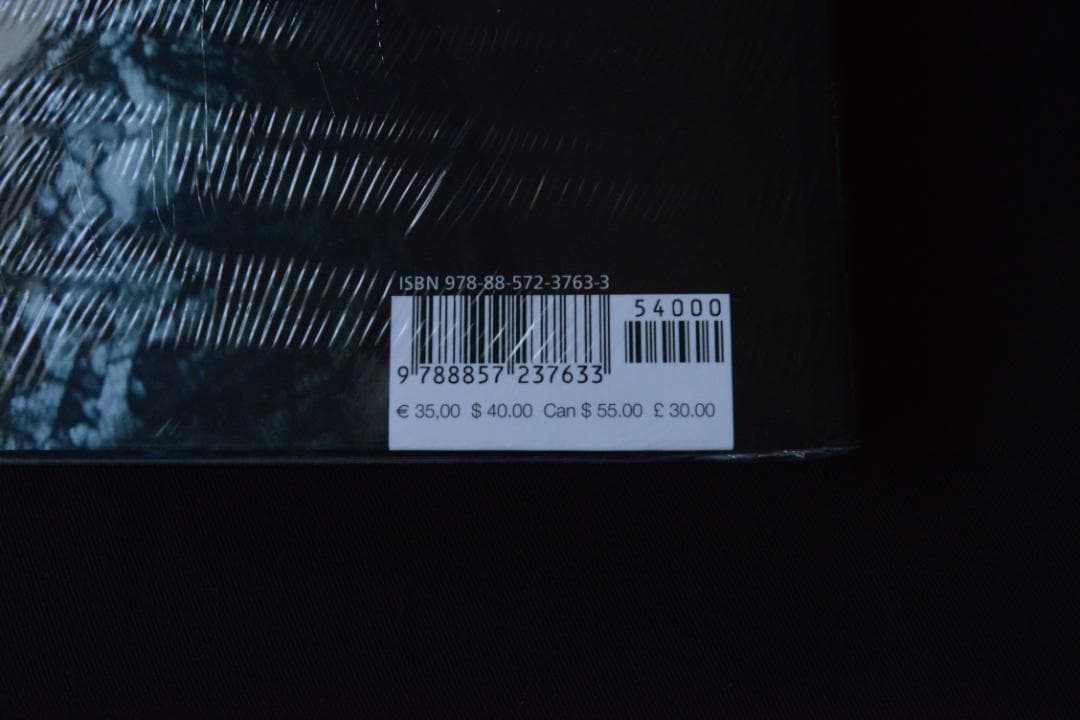 ISBN 978-88-572-3763-3
54000
9 788857 237633
€ 35,00 $ 40.00 Can $ 55.00 £ 30.00